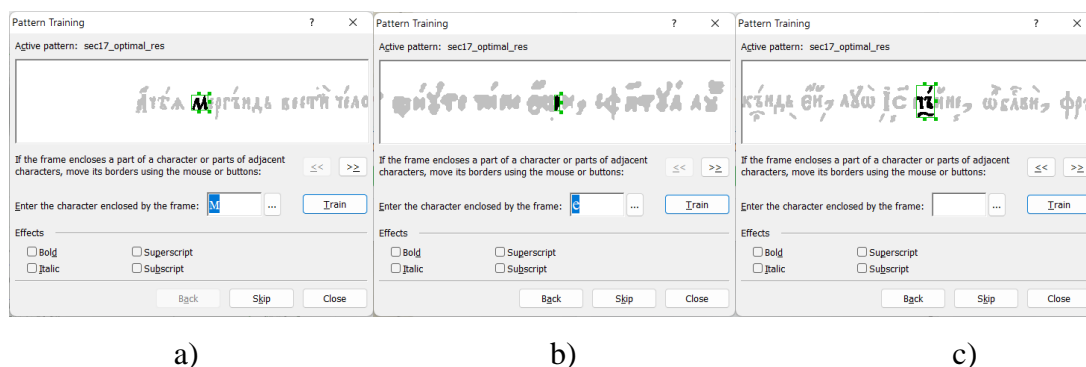 Pattern Training ? ×
Active pattern: sec17_optimal_res
If the frame encloses a part of a character or parts of adjacent
characters, move its borders using the mouse or buttons:
<< >>
Enter the character enclosed by the frame: м ... Train
Effects
Bold Superscript
Italic Subscript
Back Skip Close
a)
Pattern Training ? ×
Active pattern: sec17_optimal_res
If the frame encloses a part of a character or parts of adjacent
characters, move its borders using the mouse or buttons:
<< >>
Enter the character enclosed by the frame: е ... Train
Effects
Bold Superscript
Italic Subscript
Back Skip Close
b)
Pattern Training ? ×
Active pattern: sec17_optimal_res
If the frame encloses a part of a character or parts of adjacent
characters, move its borders using the mouse or buttons:
<< >>
Enter the character enclosed by the frame: ... Train
Effects
Bold Superscript
Italic Subscript
Back Skip Close
c)